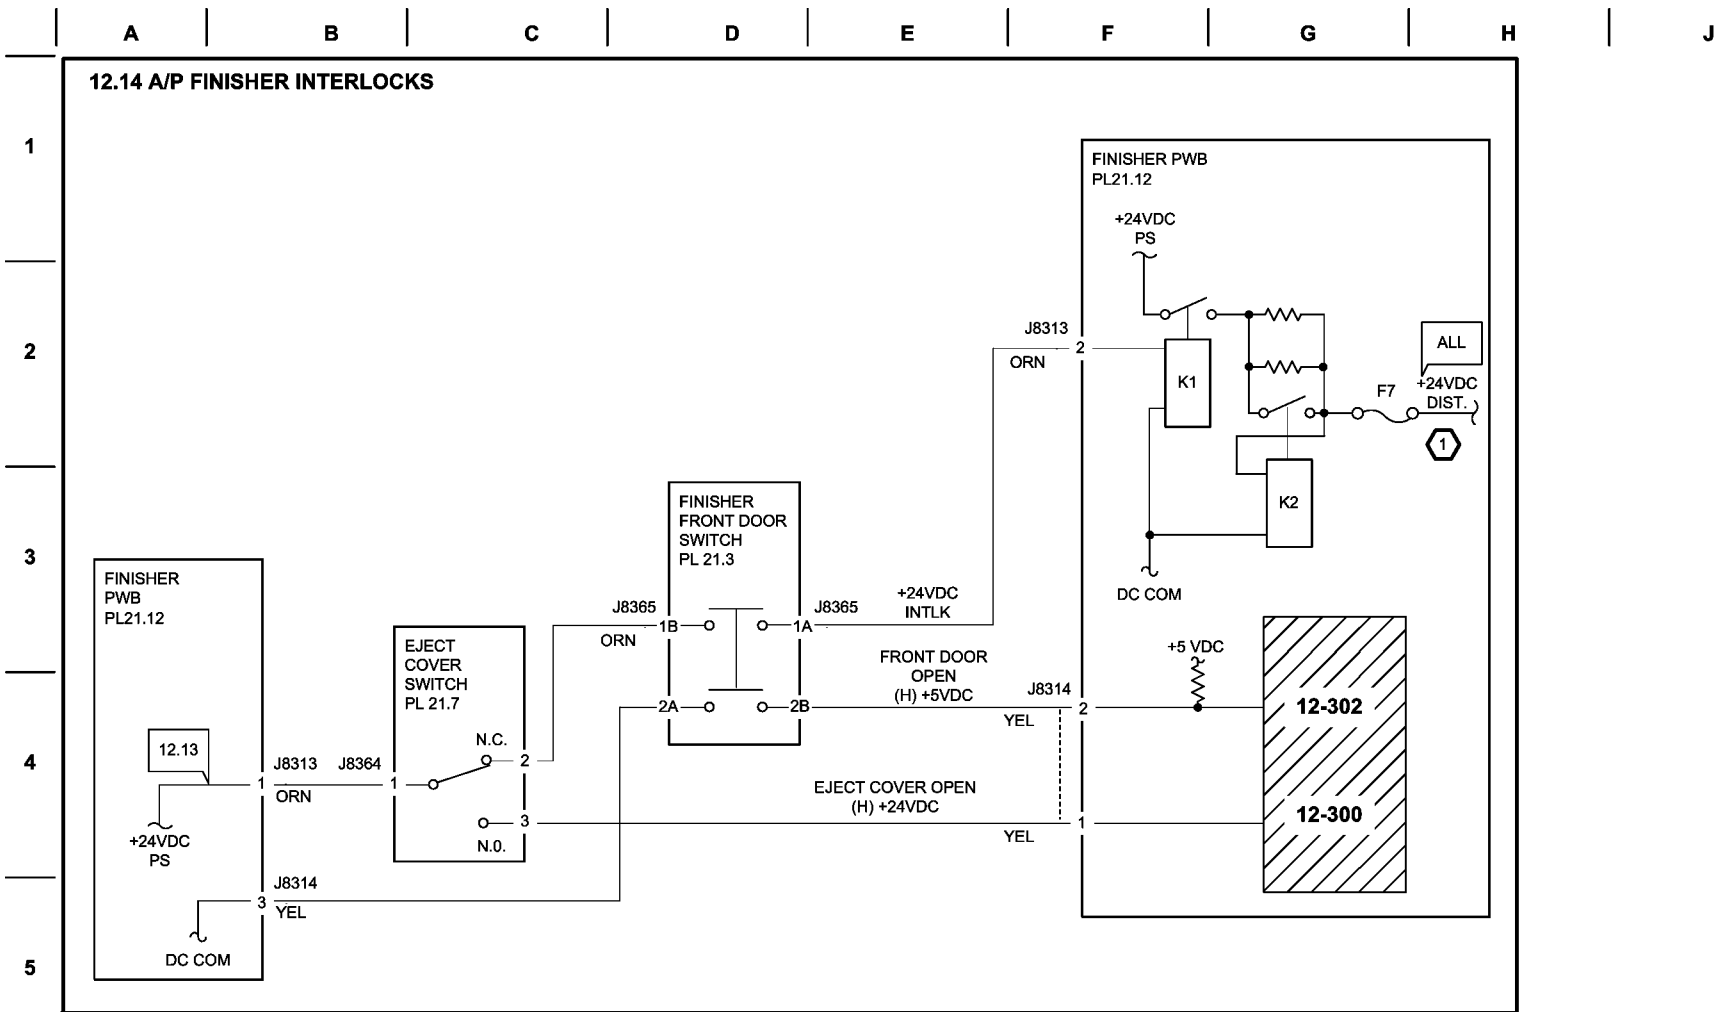 A B C D E F G H J
12.14 A/P FINISHER INTERLOCKS
1
2
3
4
5
FINISHER PWB
PL21.12
+24VDC
PS
J8313
2
ORN
K1
K2
F7
ALL
+24VDC
DIST.
1
DC COM
FINISHER
FRONT DOOR
SWITCH
PL 21.3
J8365
1B
ORN
1A
J8365
+24VDC
INTLK
2A
2B
FRONT DOOR
OPEN
(H) +5VDC
J8314
2
YEL
+5 VDC
12-302
12-300
EJECT COVER OPEN
(H) +24VDC
1
YEL
FINISHER
PWB
PL21.12
12.13
+24VDC
PS
1
J8313
ORN
J8364
1
EJECT
COVER
SWITCH
PL 21.7
N.C.
2
3
N.0.
J8314
3
YEL
DC COM